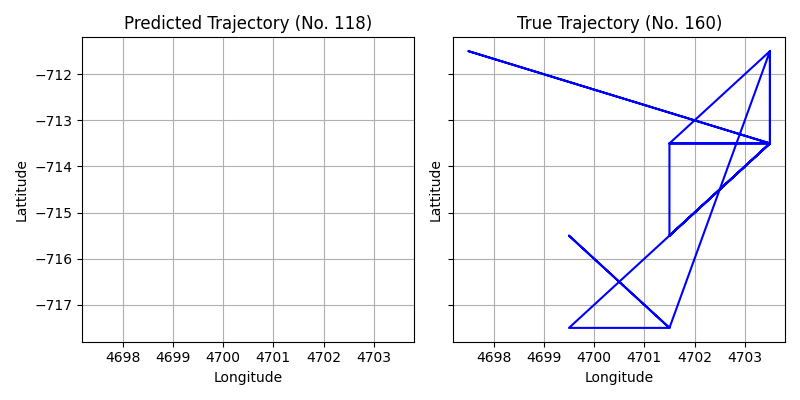 Predicted Trajectory (No. 118)
−712
−713
−714
−715
−716
−717
Lattitude
4698 4699 4700 4701 4702 4703
Longitude
True Trajectory (No. 160)
Lattitude
4698 4699 4700 4701 4702 4703
Longitude